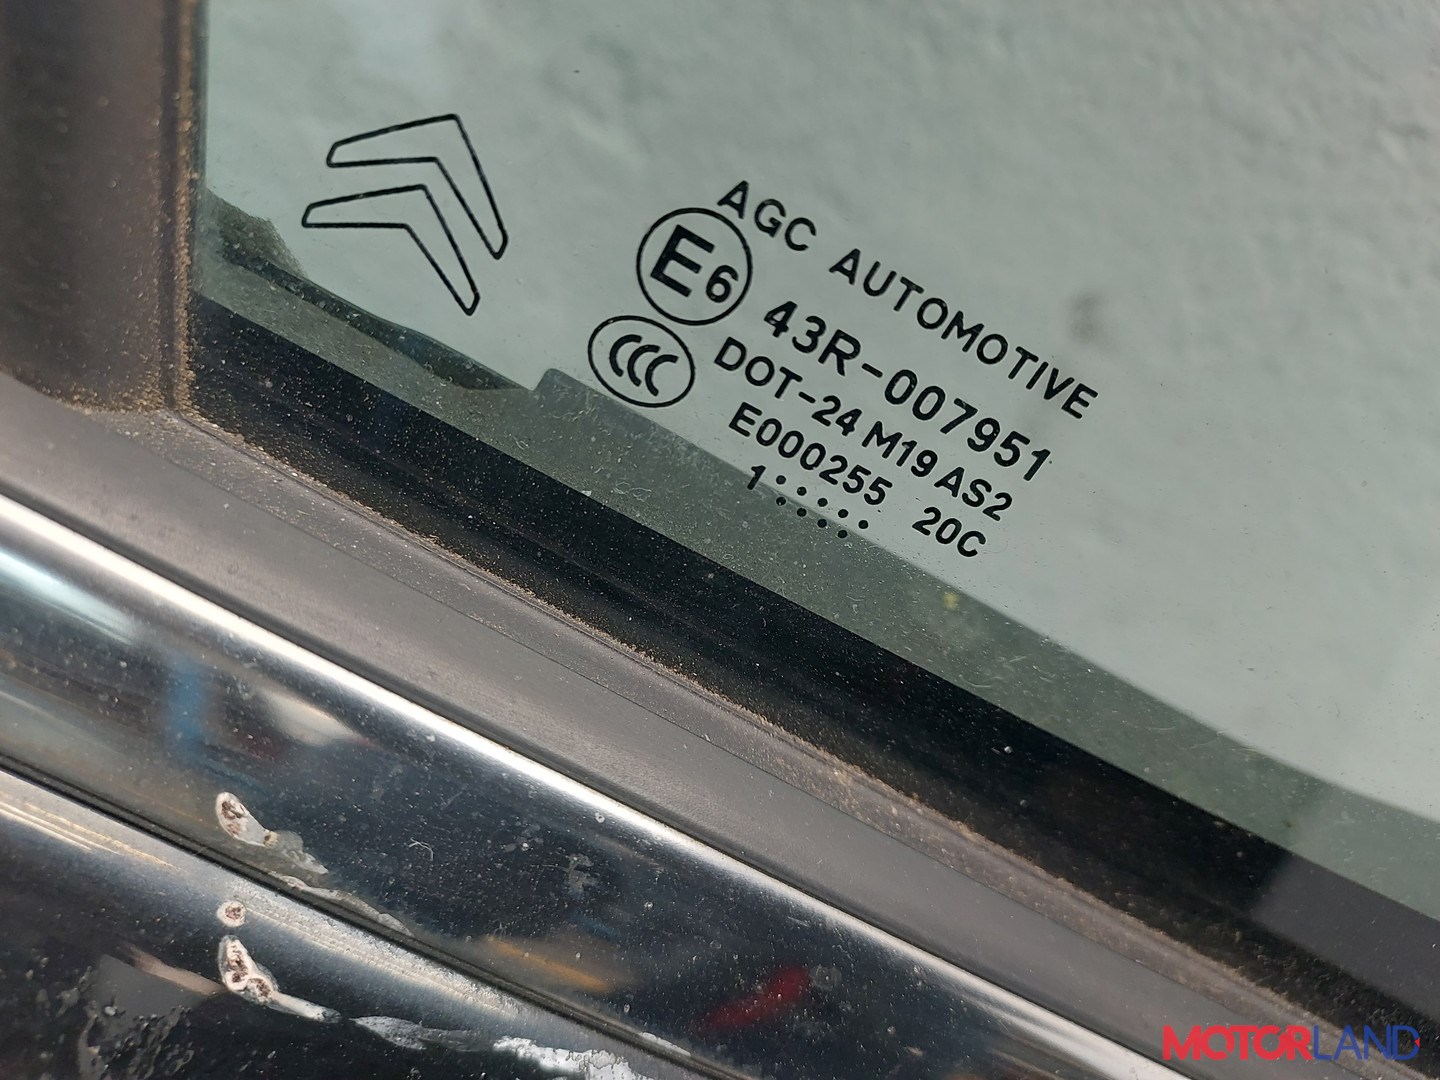 AGC AUTOMOTIVE
E6 43R-007951
CCC DOT-24 M19 AS2
E000255 20C
1:::::
MOTORLAND